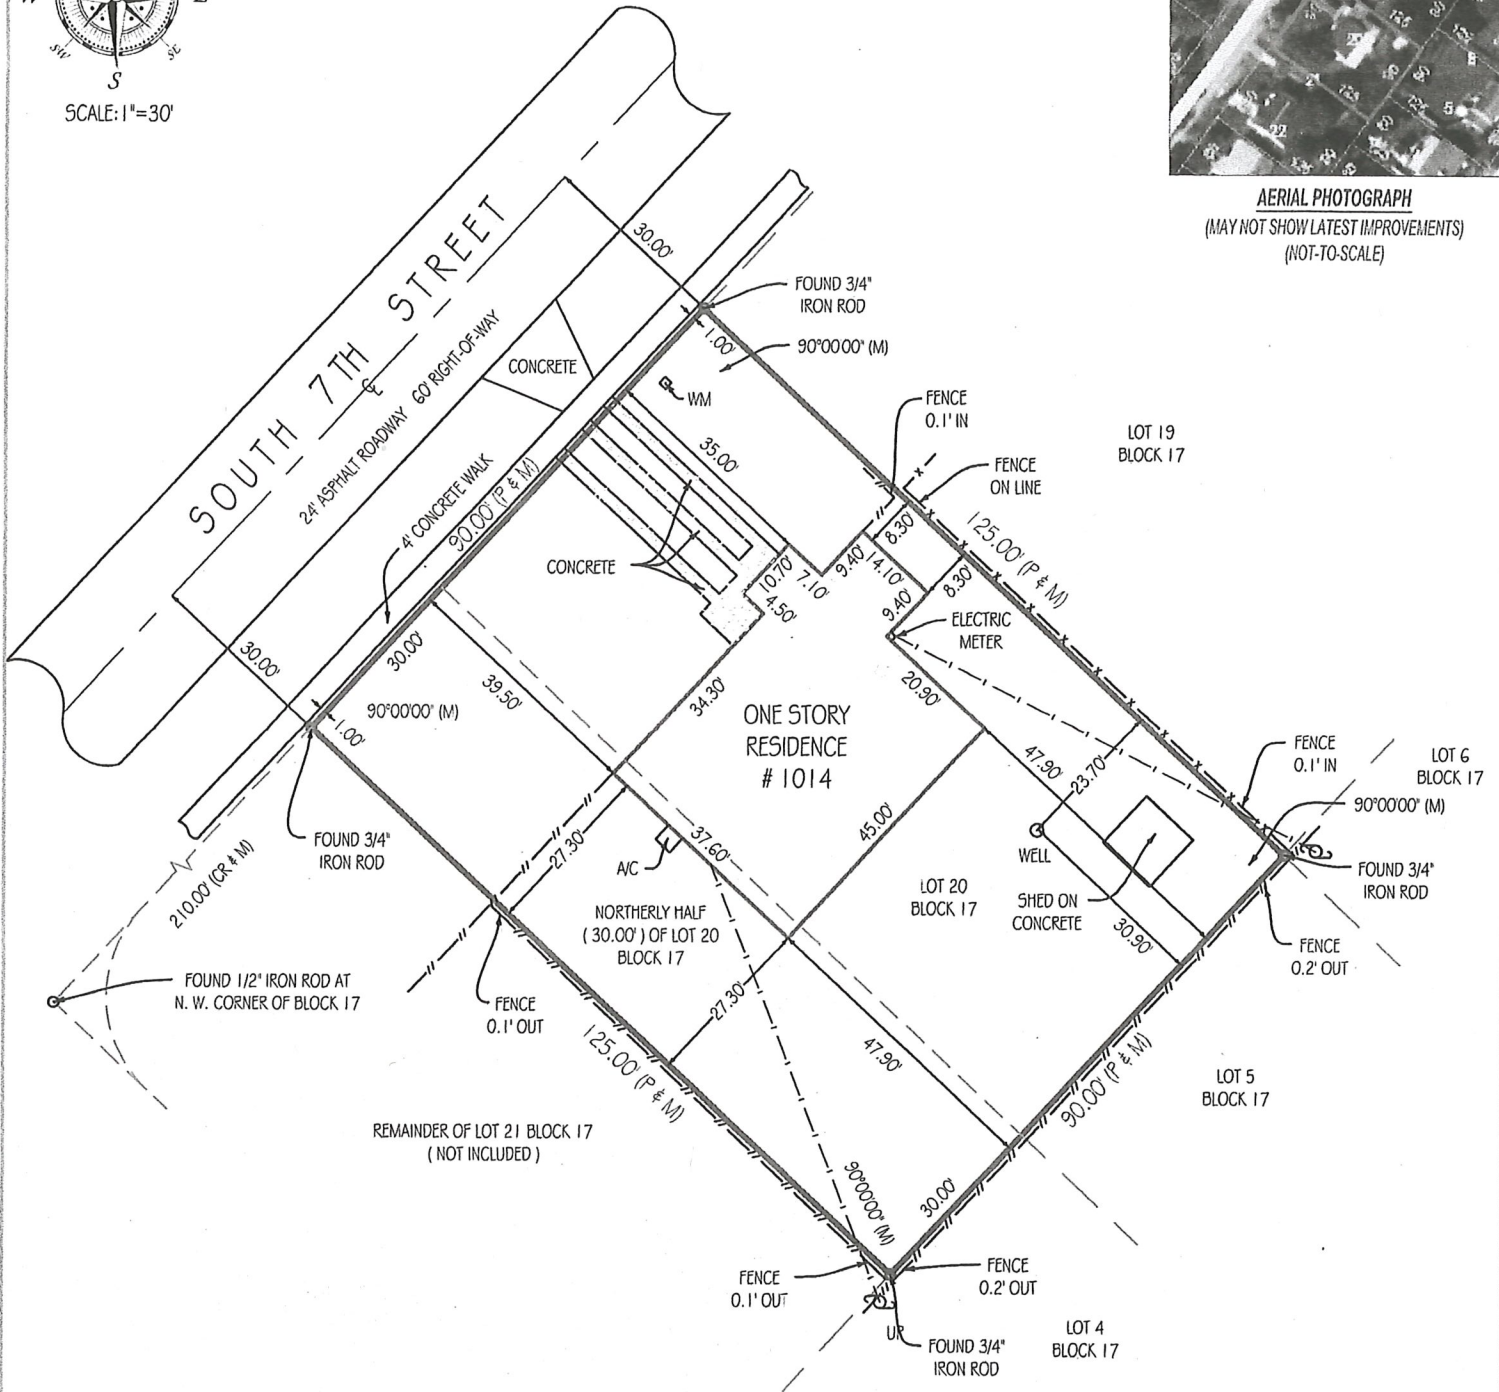 SW
SE
S
SCALE: 1"=30'
AERIAL PHOTOGRAPH
(MAY NOT SHOW LATEST IMPROVEMENTS)
(NOT-TO-SCALE)
22
5
SOUTH 7TH STREET
24' ASPHALT ROADWAY 60' RIGHT-OF-WAY
30.00'
FOUND 3/4"
IRON ROD
1.00'
90°00'00" (M)
CONCRETE
WM
FENCE
0.1' IN
LOT 19
BLOCK 17
FENCE
ON LINE
35.00'
4' CONCRETE WALK
90.00' (P & M)
125.00' (P & M)
8.30'
9.40'
14.10'
7.10'
10.70'
4.50'
CONCRETE
8.30'
9.40'
ELECTRIC
METER
30.00'
30.00'
39.50'
90°00'00" (M)
1.00'
34.30'
20.90'
ONE STORY
RESIDENCE
# 1014
47.90'
23.70'
FENCE
0.1' IN
LOT 6
BLOCK 17
90°00'00" (M)
FOUND 3/4"
IRON ROD
210.00' (CR & M)
27.30'
A/C
37.60'
45.00'
WELL
LOT 20
BLOCK 17
SHED ON
CONCRETE
30.90'
FOUND 3/4"
IRON ROD
NORTHERLY HALF
( 30.00' ) OF LOT 20
BLOCK 17
FENCE
0.2' OUT
FOUND 1/2" IRON ROD AT
N. W. CORNER OF BLOCK 17
FENCE
0.1' OUT
27.30'
125.00' (P & M)
47.90'
90.00' (P & M)
LOT 5
BLOCK 17
REMAINDER OF LOT 21 BLOCK 17
( NOT INCLUDED )
90°00'00" (M)
30.00'
FENCE
0.1' OUT
FENCE
0.2' OUT
UP
FOUND 3/4"
IRON ROD
LOT 4
BLOCK 17